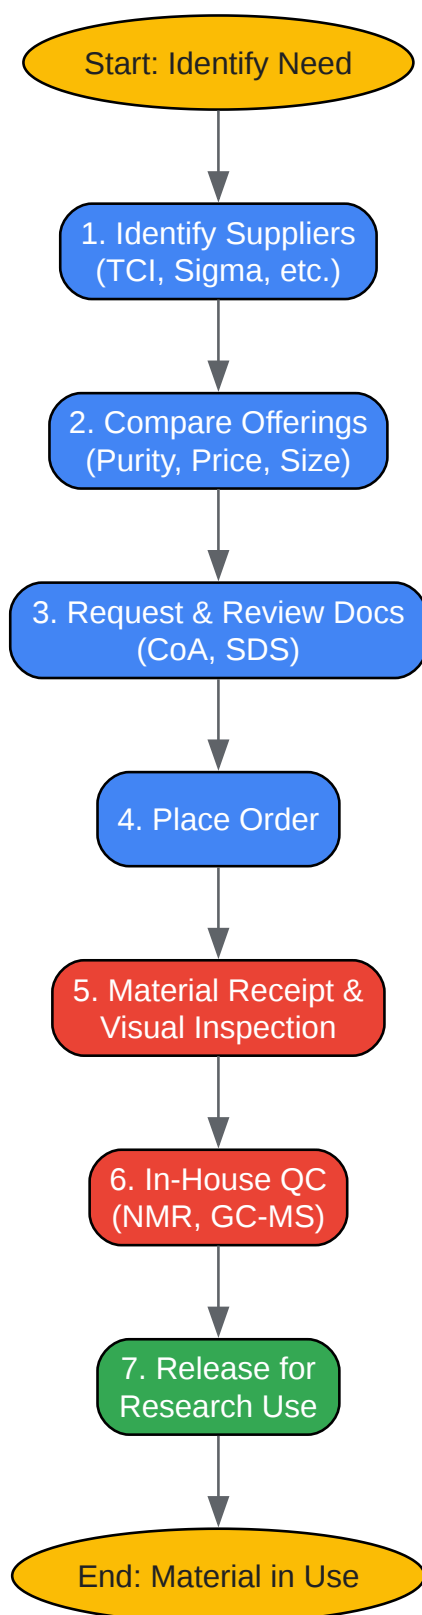 Start: Identify Need
1. Identify Suppliers
(TCI, Sigma, etc.)
2. Compare Offerings
(Purity, Price, Size)
3. Request & Review Docs
(CoA, SDS)
4. Place Order
5. Material Receipt &
Visual Inspection
6. In-House QC
(NMR, GC-MS)
7. Release for
Research Use
End: Material in Use